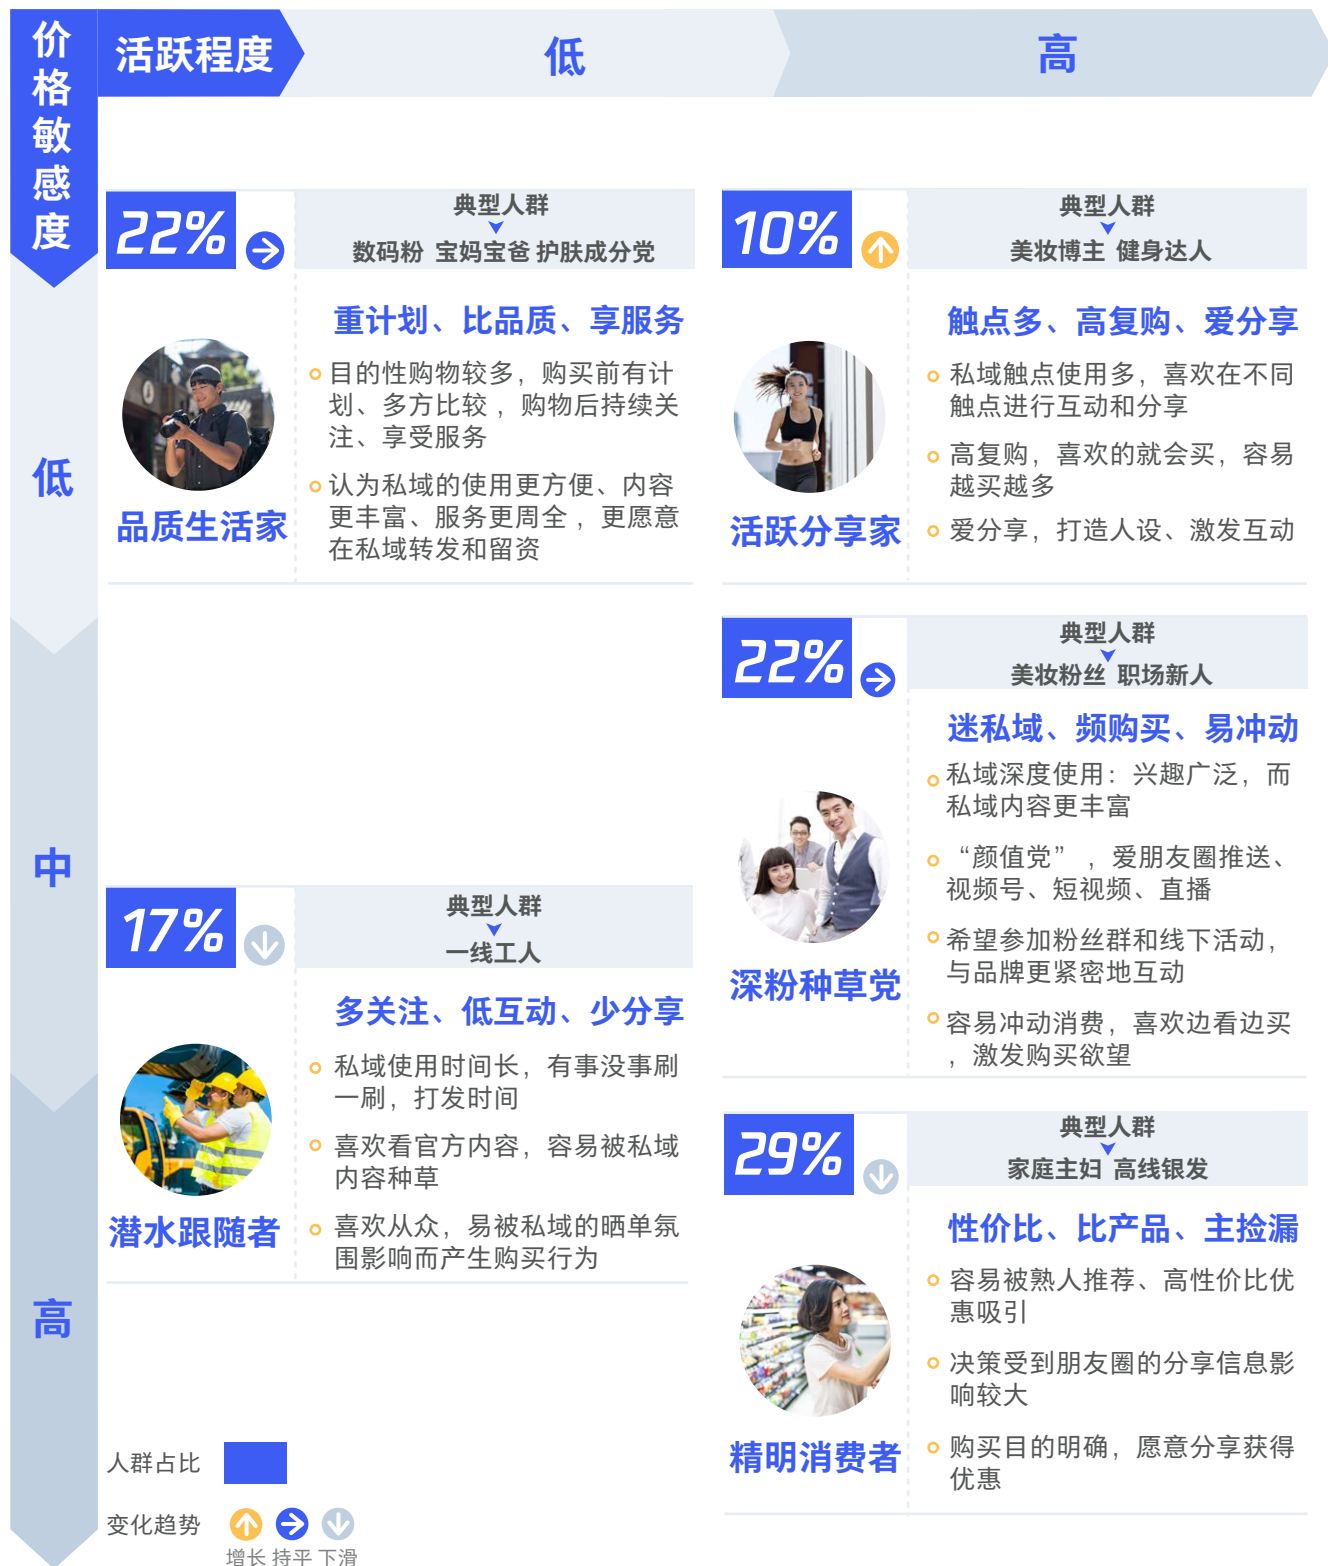 价格敏感度
活跃程度
低
高
低
中
高
22%
典型人群
数码粉 宝妈宝爸 护肤成分党
重计划、比品质、享服务
目的性购物较多，购买前有计
划、多方比较，购物后持续关
注、享受服务
认为私域的使用更方便、内容
更丰富、服务更周全，更愿意
在私域转发和留资
品质生活家
10%
典型人群
美妆博主 健身达人
触点多、高复购、爱分享
私域触点使用多，喜欢在不同
触点进行互动和分享
高复购，喜欢的就会买，容易
越买越多
爱分享，打造人设、激发互动
活跃分享家
22%
典型人群
美妆粉丝 职场新人
迷私域、频购买、易冲动
私域深度使用：兴趣广泛，而
私域内容更丰富
“颜值党”，爱朋友圈推送、
视频号、短视频、直播
希望参加粉丝群和线下活动，
与品牌更紧密地互动
容易冲动消费，喜欢边看边买
，激发购买欲望
深粉种草党
17%
典型人群
一线工人
多关注、低互动、少分享
私域使用时间长，有事没事刷
一刷，打发时间
喜欢看官方内容，容易被私域
内容种草
喜欢从众，易被私域的晒单氛
围影响而产生购买行为
潜水跟随者
29%
典型人群
家庭主妇 高线银发
性价比、比产品、主捡漏
容易被熟人推荐、高性价比优
惠吸引
决策受到朋友圈的分享信息影
响较大
购买目的明确，愿意分享获得
优惠
精明消费者
人群占比
变化趋势
增长 持平 下滑